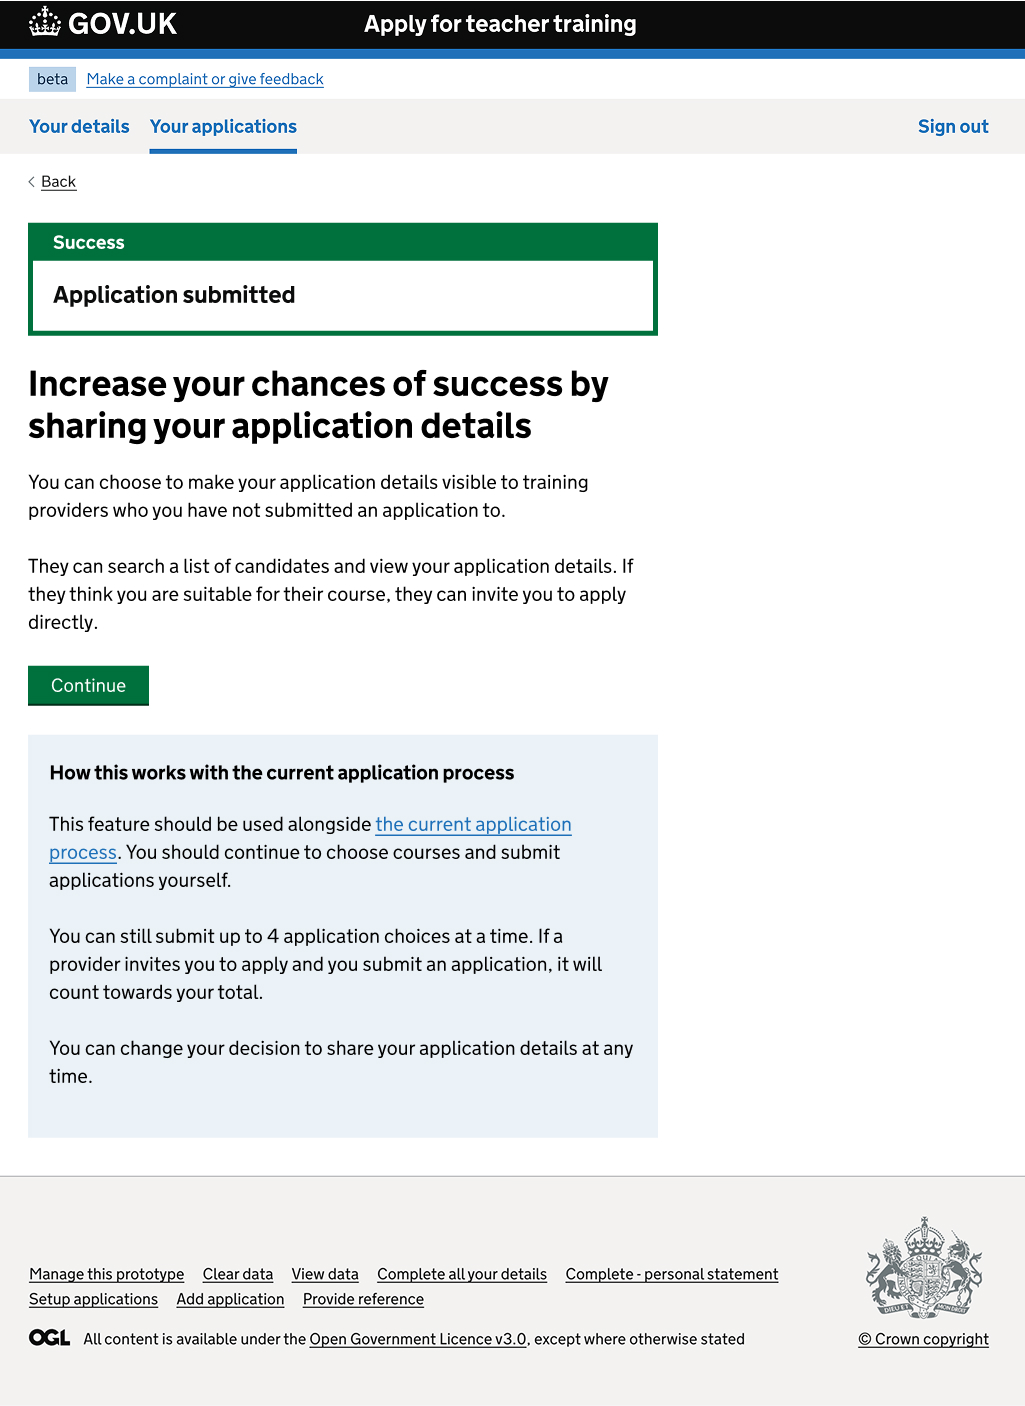 GOV.UK Apply for teacher training
beta Make a complaint or give feedback
Your details Your applications Sign out
Back
Success
Application submitted
Increase your chances of success by
sharing your application details
You can choose to make your application details visible to training
providers who you have not submitted an application to.
They can search a list of candidates and view your application details. If
they think you are suitable for their course, they can invite you to apply
directly.
Continue
How this works with the current application process
This feature should be used alongside the current application
process. You should continue to choose courses and submit
applications yourself.
You can still submit up to 4 application choices at a time. If a
provider invites you to apply and you submit an application, it will
count towards your total.
You can change your decision to share your application details at any
time.
Manage this prototype Clear data View data Complete all your details Complete - personal statement
Setup applications Add application Provide reference
DIEU ET MON DROIT
OGL All content is available under the Open Government Licence v3.0, except where otherwise stated
© Crown copyright